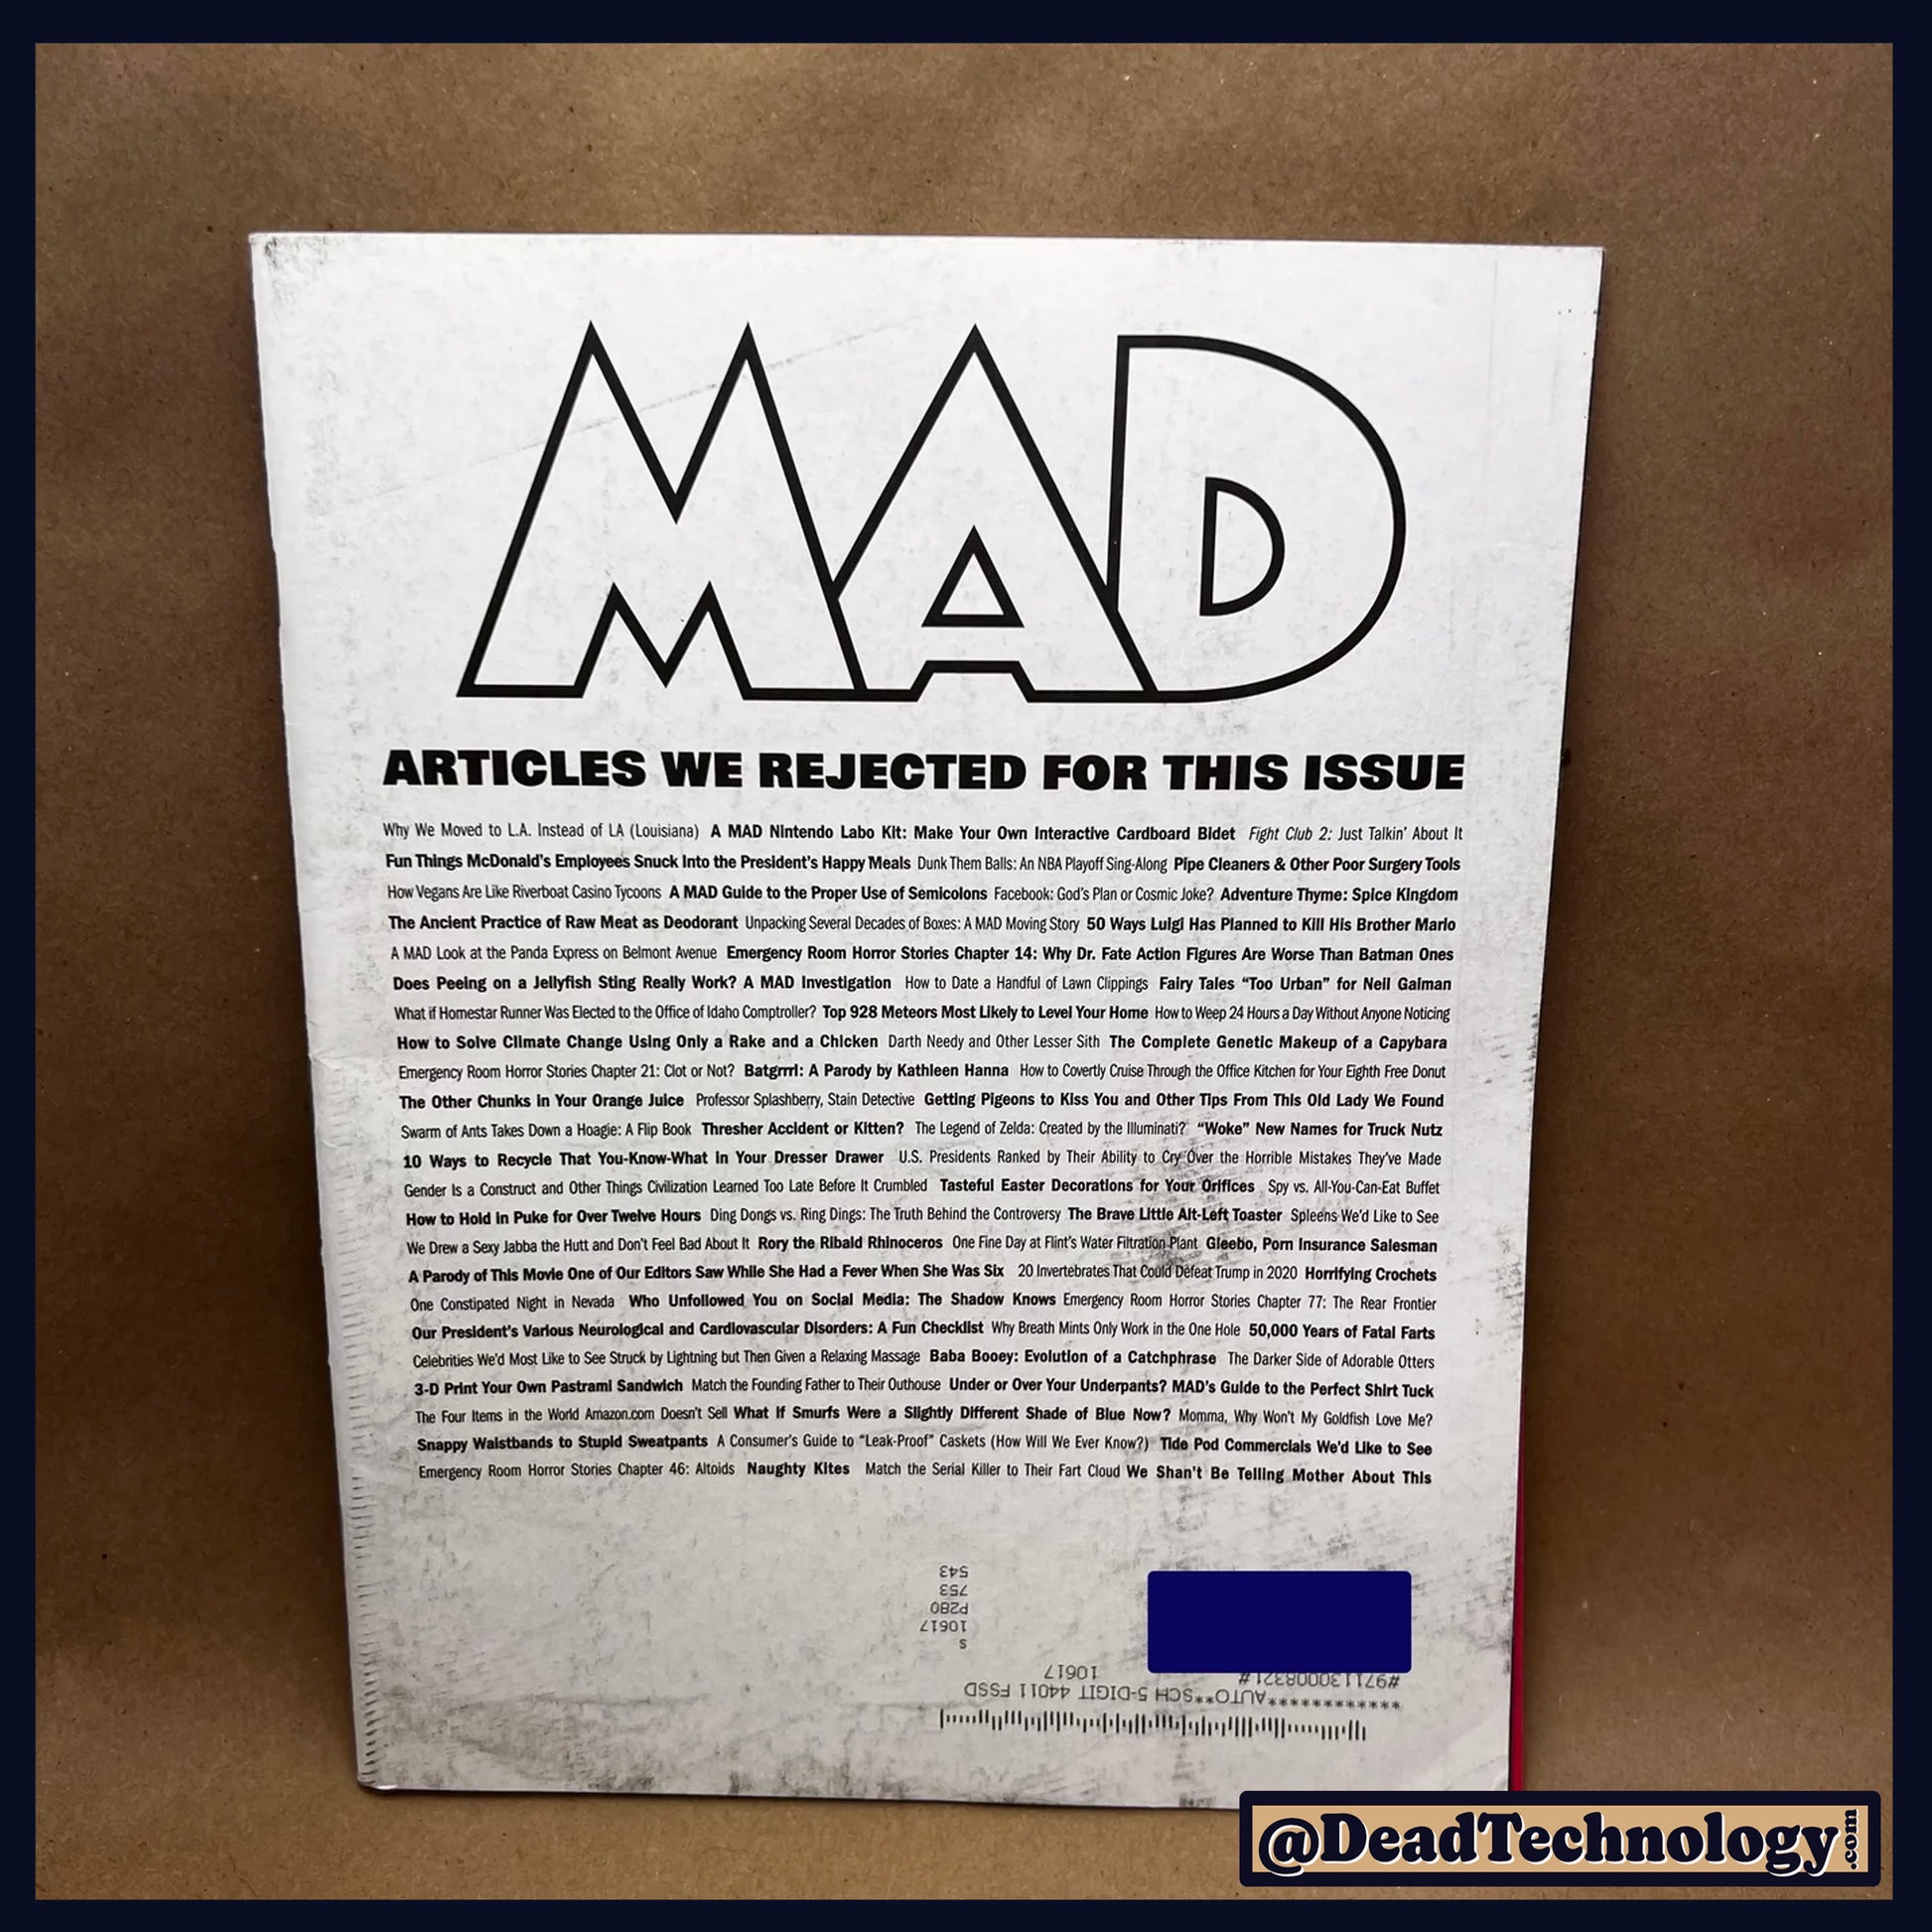 MAD
ARTICLES WE REJECTED FOR THIS ISSUE
Why We Moved to L.A. Instead of LA (Louisiana) A MAD Nintendo Labo Kit: Make Your Own Interactive Cardboard Bidet Fight Club 2: Just Talkin' About It
Fun Things McDonald's Employees Snuck Into the President's Happy Meals Dunk Them Balls: An NBA Playoff Sing-Along Pipe Cleaners & Other Poor Surgery Tools
How Vegans Are Like Riverboat Casino Tycoons A MAD Guide to the Proper Use of Semicolons Facebook: God's Plan or Cosmic Joke? Adventure Thyme: Spice Kingdom
The Ancient Practice of Raw Meat as Deodorant Unpacking Several Decades of Boxes: A MAD Moving Story 50 Ways Luigi Has Planned to Kill His Brother Mario
A MAD Look at the Panda Express on Belmont Avenue Emergency Room Horror Stories Chapter 14: Why Dr. Fate Action Figures Are Worse Than Batman Ones
Does Peeing on a Jellyfish Sting Really Work? A MAD Investigation How to Date a Handful of Lawn Clippings Fairy Tales "Too Urban" for Neil Gaiman
What if Homestar Runner Was Elected to the Office of Idaho Comptroller? Top 928 Meteors Most Likely to Level Your Home How to Weep 24 Hours a Day Without Anyone Noticing
How to Solve Climate Change Using Only a Rake and a Chicken Darth Needy and Other Lesser Sith The Complete Genetic Makeup of a Capybara
Emergency Room Horror Stories Chapter 21: Clot or Not? Batgrrrl: A Parody by Kathleen Hanna How to Covertly Cruise Through the Office Kitchen for Your Eighth Free Donut
The Other Chunks in Your Orange Juice Professor Splashberry, Stain Detective Getting Pigeons to Kiss You and Other Tips From This Old Lady We Found
Swarm of Ants Takes Down a Hoagie: A Flip Book Thresher Accident or Kitten? The Legend of Zelda: Created by the Illuminati? "Woke" New Names for Truck Nutz
10 Ways to Recycle That You-Know-What In Your Dresser Drawer U.S. Presidents Ranked by Their Ability to Cry Over the Horrible Mistakes They've Made
Gender Is a Construct and Other Things Civilization Learned Too Late Before It Crumbled Tasteful Easter Decorations for Your Orifices Spy vs. All-You-Can-Eat Buffet
How to Hold in Puke for Over Twelve Hours Ding Dongs vs. Ring Dings: The Truth Behind the Controversy The Brave Little Alt-Left Toaster Spleens We'd Like to See
We Drew a Sexy Jabba the Hutt and Don't Feel Bad About It Rory the Ribald Rhinoceros One Fine Day at Flint's Water Filtration Plant Gleebo, Porn Insurance Salesman
A Parody of This Movie One of Our Editors Saw While She Had a Fever When She Was Six 20 Invertebrates That Could Defeat Trump in 2020 Horrifying Crochets
One Constipated Night in Nevada Who Unfollowed You on Social Media: The Shadow Knows Emergency Room Horror Stories Chapter 77: The Rear Frontier
Our President's Various Neurological and Cardiovascular Disorders: A Fun Checklist Why Breath Mints Only Work in the One Hole 50,000 Years of Fatal Farts
Celebrities We'd Most Like to See Struck by Lightning but Then Given a Relaxing Massage Baba Booey: Evolution of a Catchphrase The Darker Side of Adorable Otters
3-D Print Your Own Pastrami Sandwich Match the Founding Father to Their Outhouse Under or Over Your Underpants? MAD's Guide to the Perfect Shirt Tuck
The Four Items in the World Amazon.com Doesn't Sell What If Smurfs Were a Slightly Different Shade of Blue Now? Momma, Why Won't My Goldfish Love Me?
Snappy Waistbands to Stupid Sweatpants A Consumer's Guide to "Leak-Proof" Caskets (How Will We Ever Know?) Tide Pod Commercials We'd Like to See
Emergency Room Horror Stories Chapter 46: Altoids Naughty Kites Match the Serial Killer to Their Fart Cloud We Shan't Be Telling Mother About This
************AUTO**SCH 5-DIGIT 44011 FSSD
#971130008321# 10617
S
10617
P280
753
543
@DeadTechnology.com